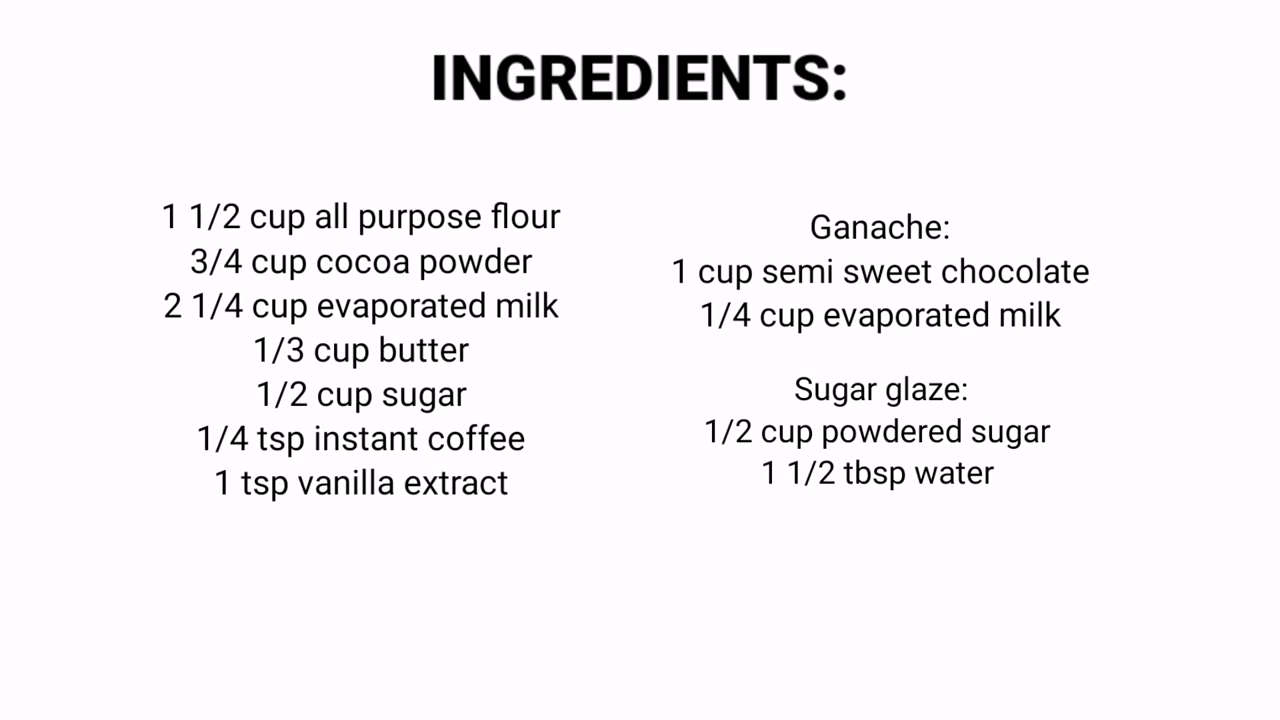 INGREDIENTS:
1 1/2 cup all purpose flour
3/4 cup cocoa powder
2 1/4 cup evaporated milk
1/3 cup butter
1/2 cup sugar
1/4 tsp instant coffee
1 tsp vanilla extract
Ganache:
1 cup semi sweet chocolate
1/4 cup evaporated milk
Sugar glaze:
1/2 cup powdered sugar
1 1/2 tbsp water